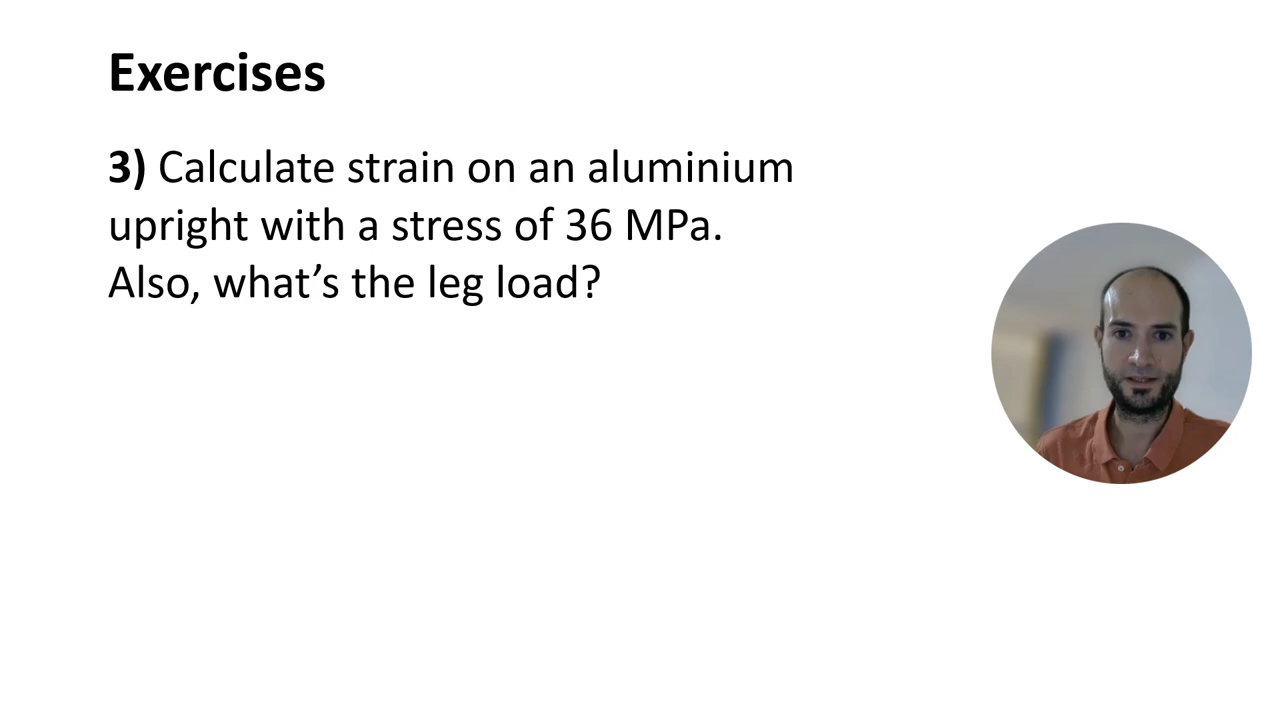 Exercises
3) Calculate strain on an aluminium
upright with a stress of 36 MPa.
Also, what’s the leg load?